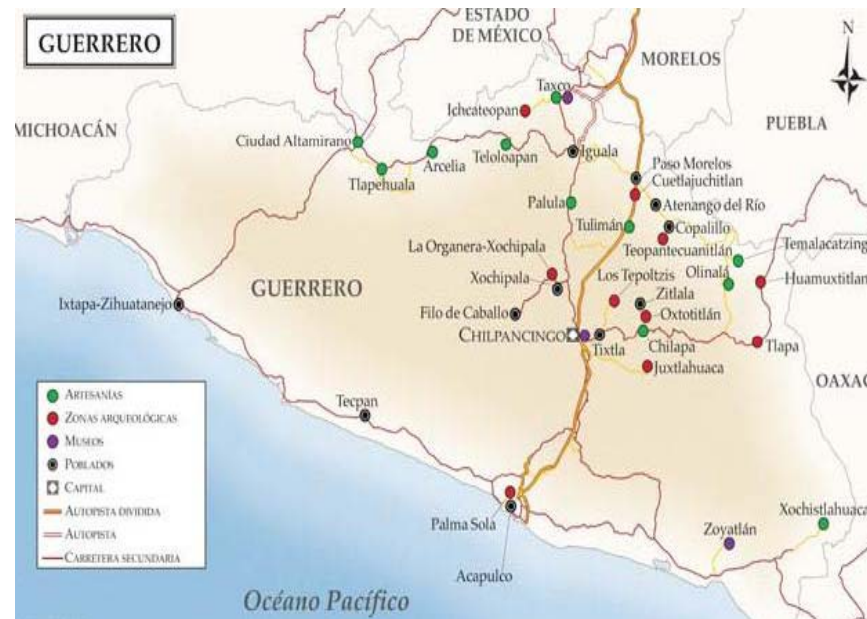 GUERRERO
ESTADO
DE MÉXICO
MORELOS
N
MICHOACÁN
PUEBLA
Taxco
Ichcateopan
Ciudad Altamirano
Tlapehuala
Arcelia
Teloloapan
Iguala
Paso Morelos
Cuetlajuchitlan
Atenango del Río
Palula
Tulimán
Copalillo
Teopantecuanitlán
Temalacatzing
La Organera-Xochipala
Xochipala
Los Tepoltzis
Olinalá
Huamuxtitlan
Zitlala
Oxtotitlán
Ixtapa-Zihuatanejo
GUERRERO
Filo de Caballo
CHILPANCINGO
Tixtla
Chilapa
Tlapa
Juxtlahuaca
OAXAC
Tecpan
ARTESANÍAS
ZONAS ARQUEOLÓGICAS
MUSEOS
POBLADOS
CAPITAL
AUTOPISTA DIVIDIDA
AUTOPISTA
CARRETERA SECUNDARIA
Palma Sola
Acapulco
Zoyatlán
Xochistlahuaca
Océano Pacífico